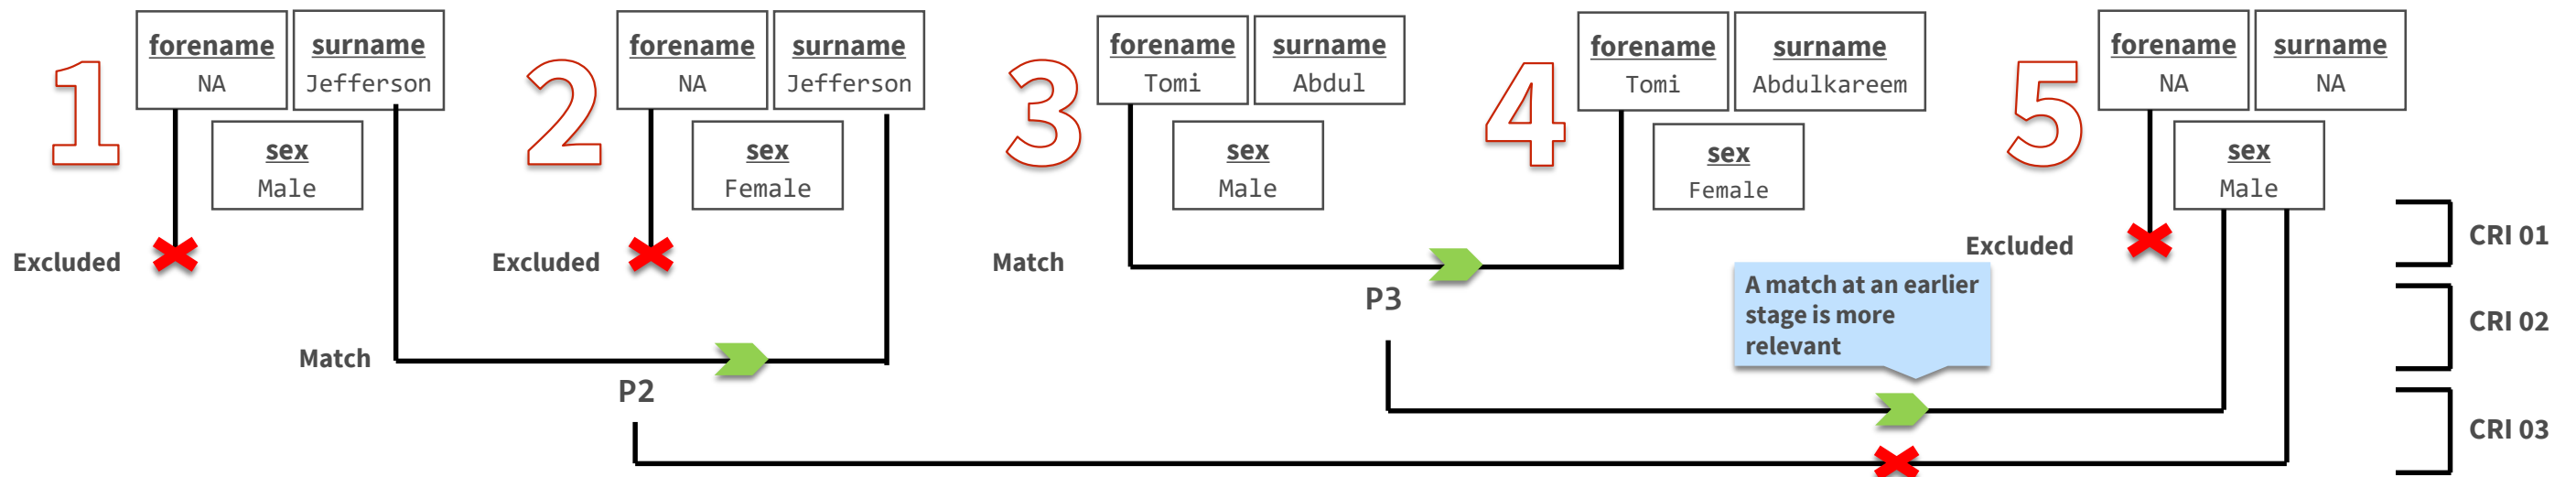 1
forename
NA
surname
Jefferson
sex
Male
2
forename
NA
surname
Jefferson
sex
Female
3
forename
Tomi
surname
Abdul
sex
Male
4
forename
Tomi
surname
Abdulkareem
sex
Female
5
forename
NA
surname
NA
sex
Male
Excluded
Excluded
Match
Excluded
CRI 01
P3
A match at an earlier
stage is more
relevant
CRI 02
Match
P2
CRI 03